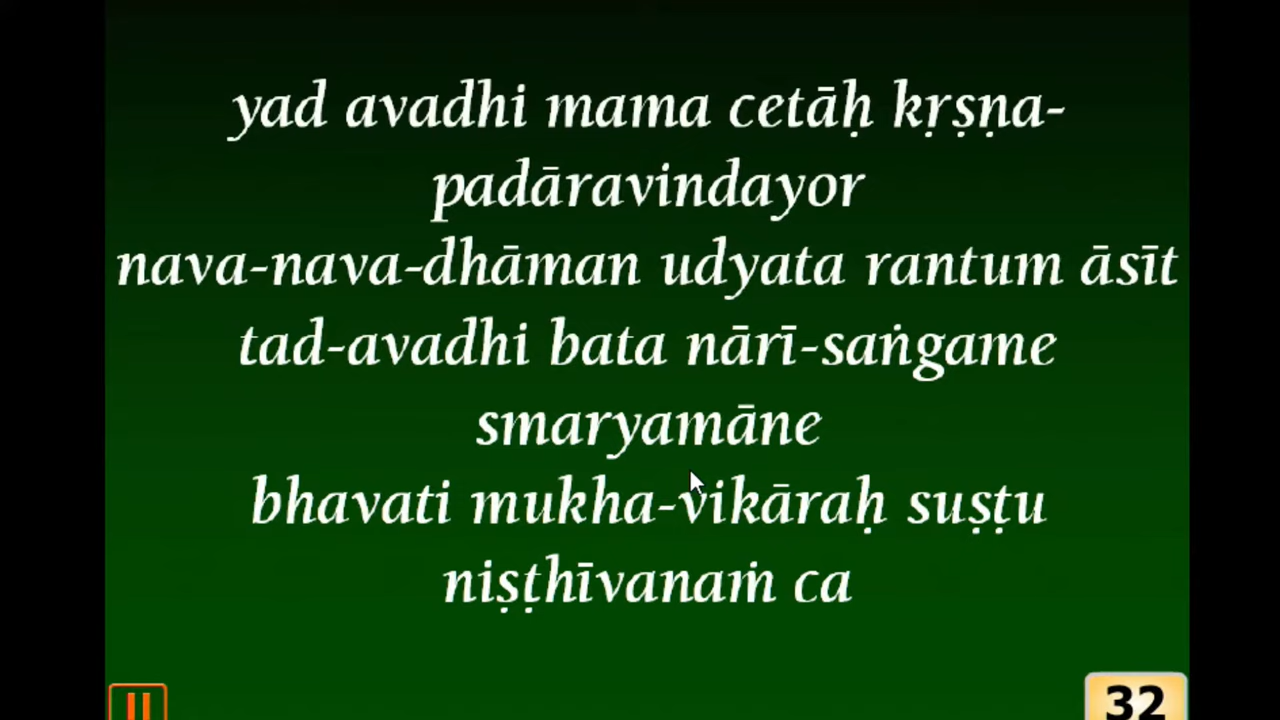 yad avadhi mama cetāḥ kṛṣṇa-
padāravindayor
nava-nava-dhāman udyata rantum āsīt
tad-avadhi bata nārī-saṅgame
smaryamāne
bhavati mukha-vikāraḥ suṣṭu
niṣṭhīvanaṁ ca
32